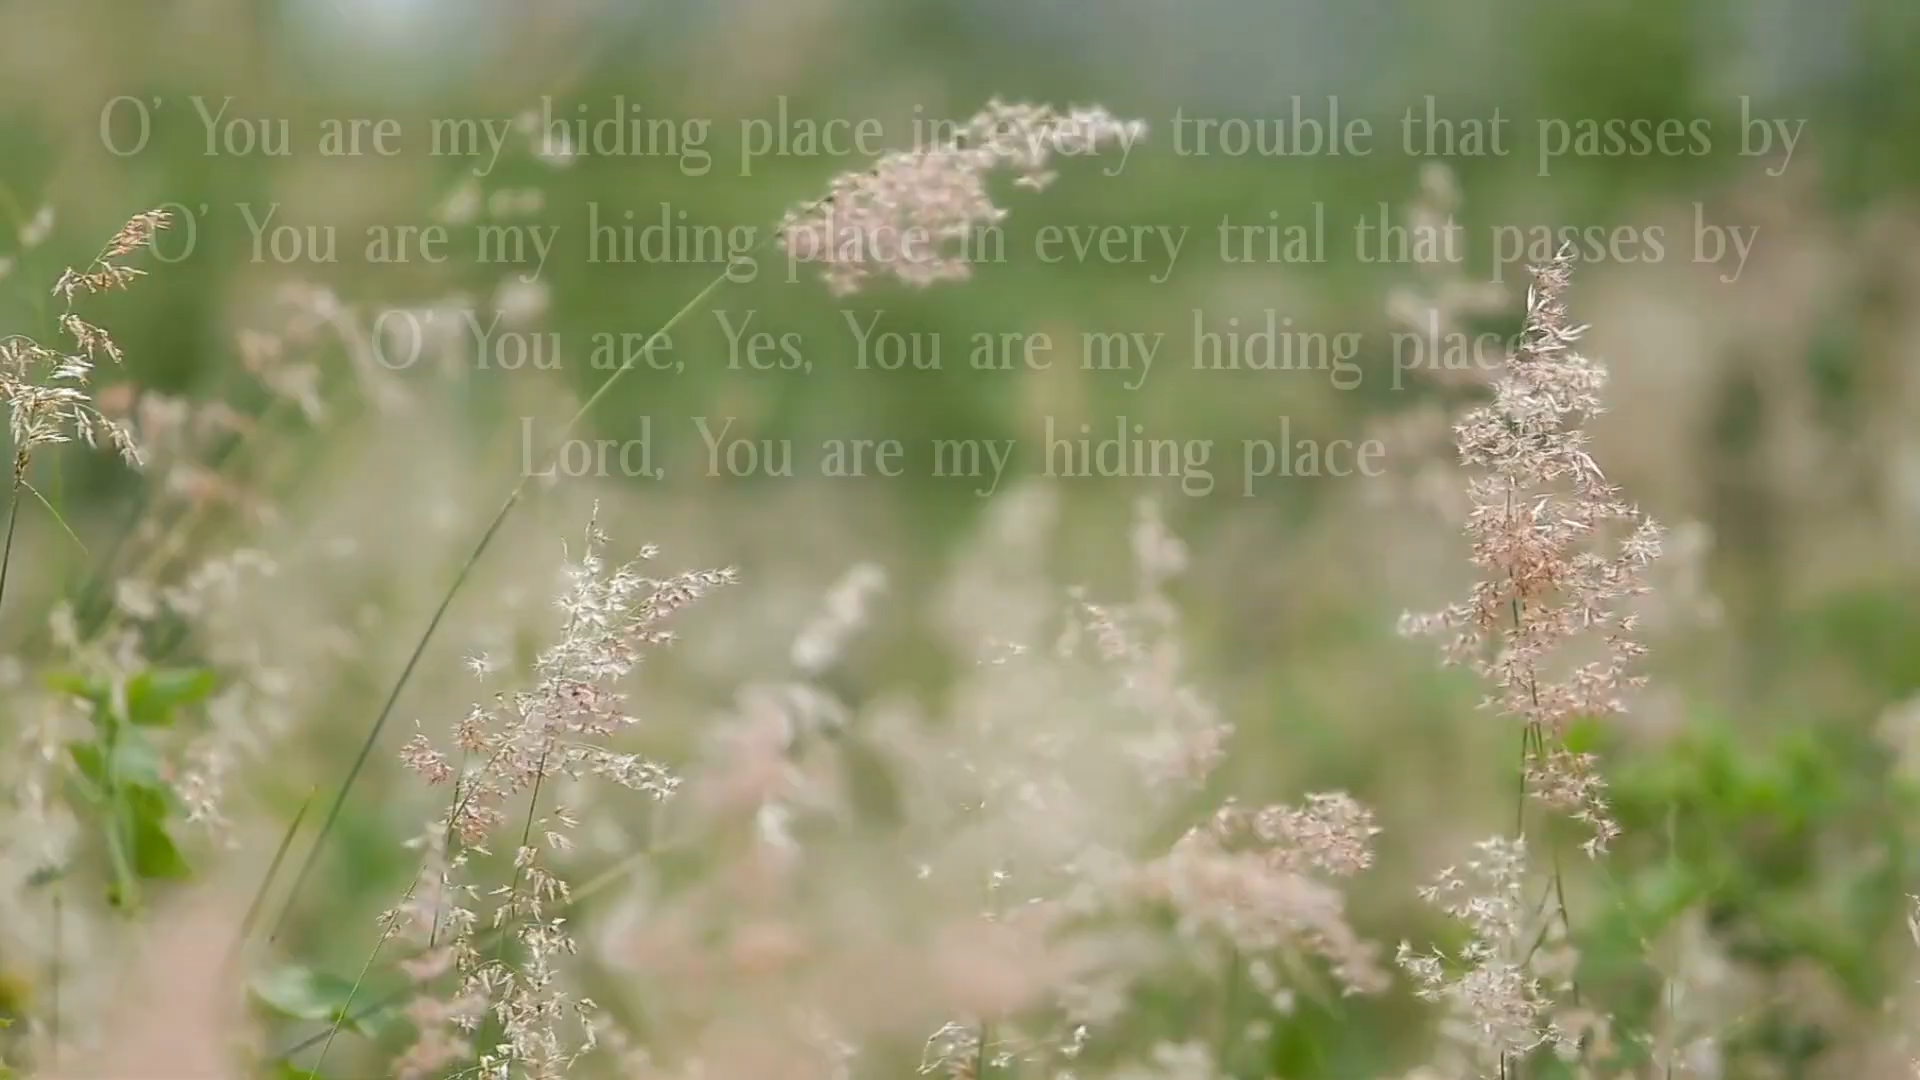 O' You are my hiding place in every trouble that passes by
O' You are my hiding place in every trial that passes by
O' You are, Yes, You are my hiding place
Lord, You are my hiding place